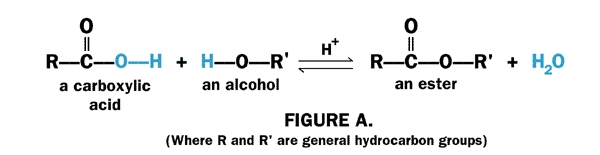 O O
R—C—O—H + H—O—R' H⁺ R—C—O—R' + H₂O
a carboxylic acid an alcohol an ester
FIGURE A.
(Where R and R' are general hydrocarbon groups)